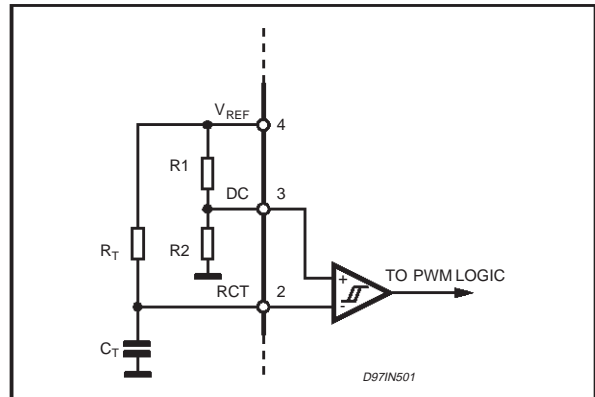 VREF
4
R1
DC
3
RT
R2
TO PWM LOGIC
+
-
RCT
2
CT
D97IN501